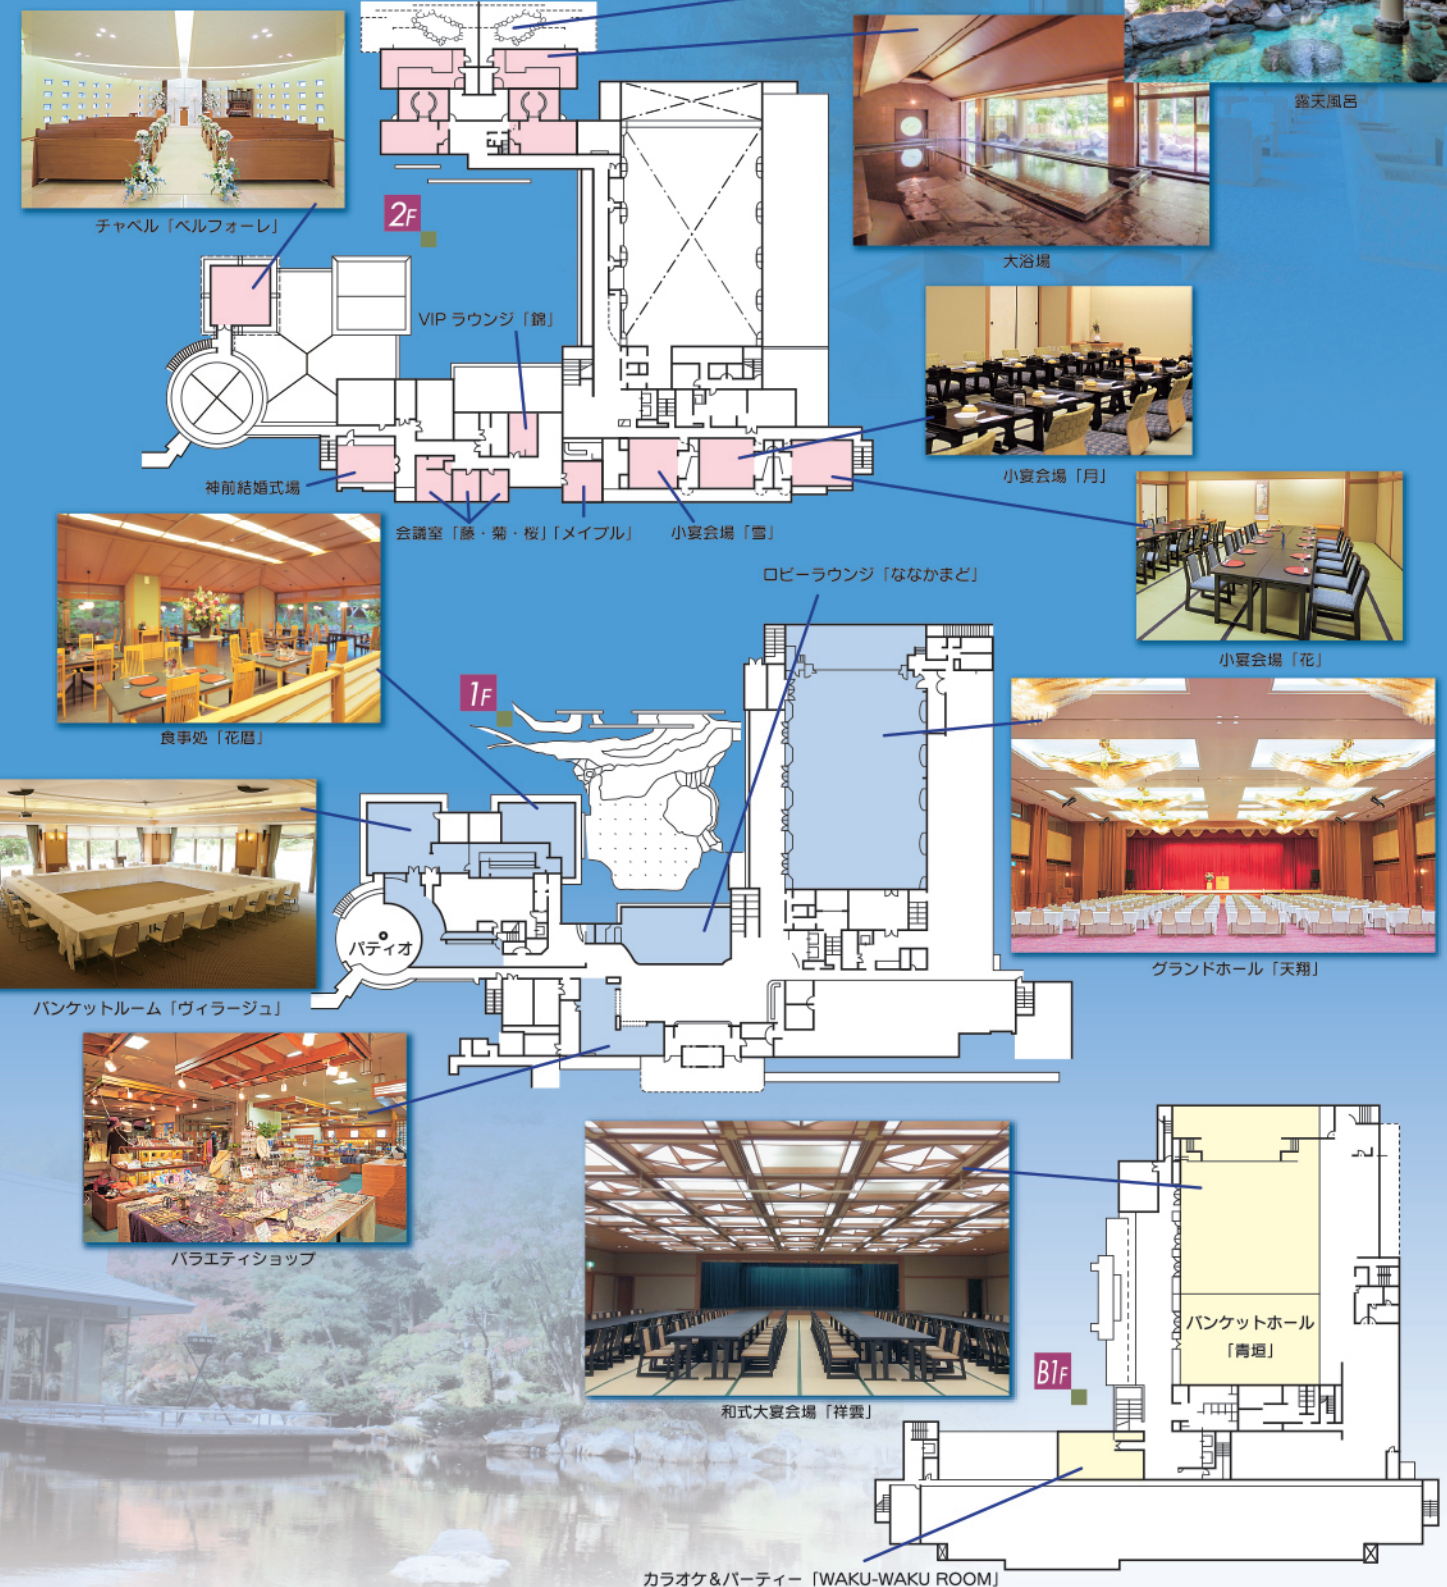 露天風呂
チャペル「ベルフォーレ」
2F
大浴場
VIP ラウンジ「錦」
小宴会場「月」
神前結婚式場
会議室「藤・菊・桜」「メイプル」
小宴会場「雪」
ロビーラウンジ「ななかまど」
小宴会場「花」
1F
食事処「花暦」
パティオ
グランドホール「天翔」
バンケットルーム「ヴィラージュ」
バラエティショップ
バンケットホール
「青垣」
B1F
和式大宴会場「祥雲」
カラオケ&パーティー「WAKU-WAKU ROOM」